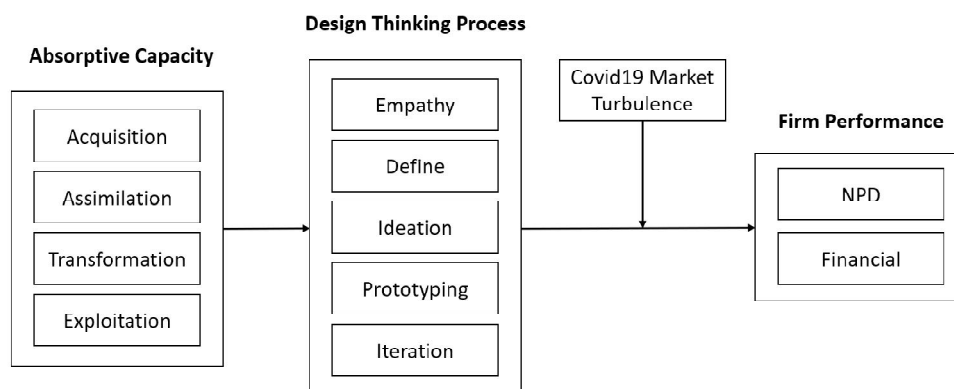 Absorptive Capacity
Acquisition
Assimilation
Transformation
Exploitation
Design Thinking Process
Empathy
Define
Ideation
Prototyping
Iteration
Covid19 Market
Turbulence
Firm Performance
NPD
Financial